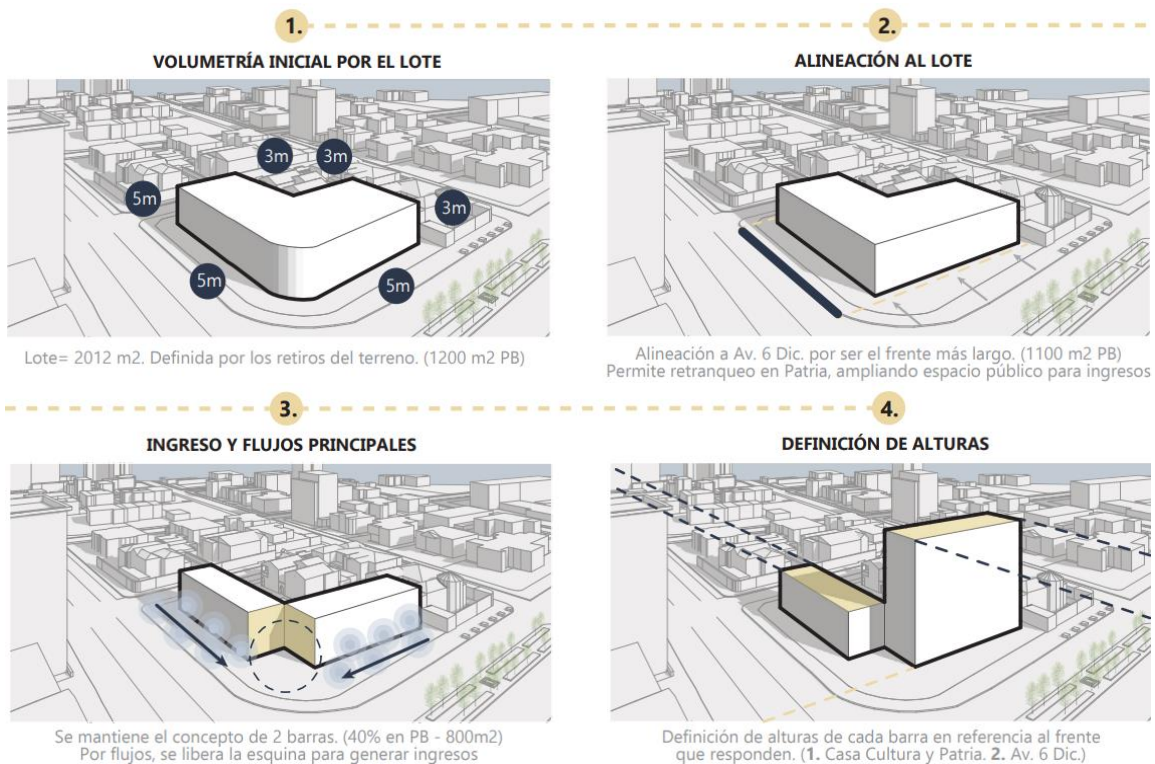 1.
VOLUMETRÍA INICIAL POR EL LOTE
3m
3m
5m
3m
5m
5m
Lote= 2012 m2. Definida por los retiros del terreno. (1200 m2 PB)
2.
ALINEACIÓN AL LOTE
Alineación a Av. 6 Dic. por ser el frente más largo. (1100 m2 PB)
Permite retranqueo en Patria, ampliando espacio público para ingresos
3.
INGRESO Y FLUJOS PRINCIPALES
Se mantiene el concepto de 2 barras. (40% en PB - 800m2)
Por flujos, se libera la esquina para generar ingresos
4.
DEFINICIÓN DE ALTURAS
Definición de alturas de cada barra en referencia al frente
que responden. (1. Casa Cultura y Patria. 2. Av. 6 Dic.)